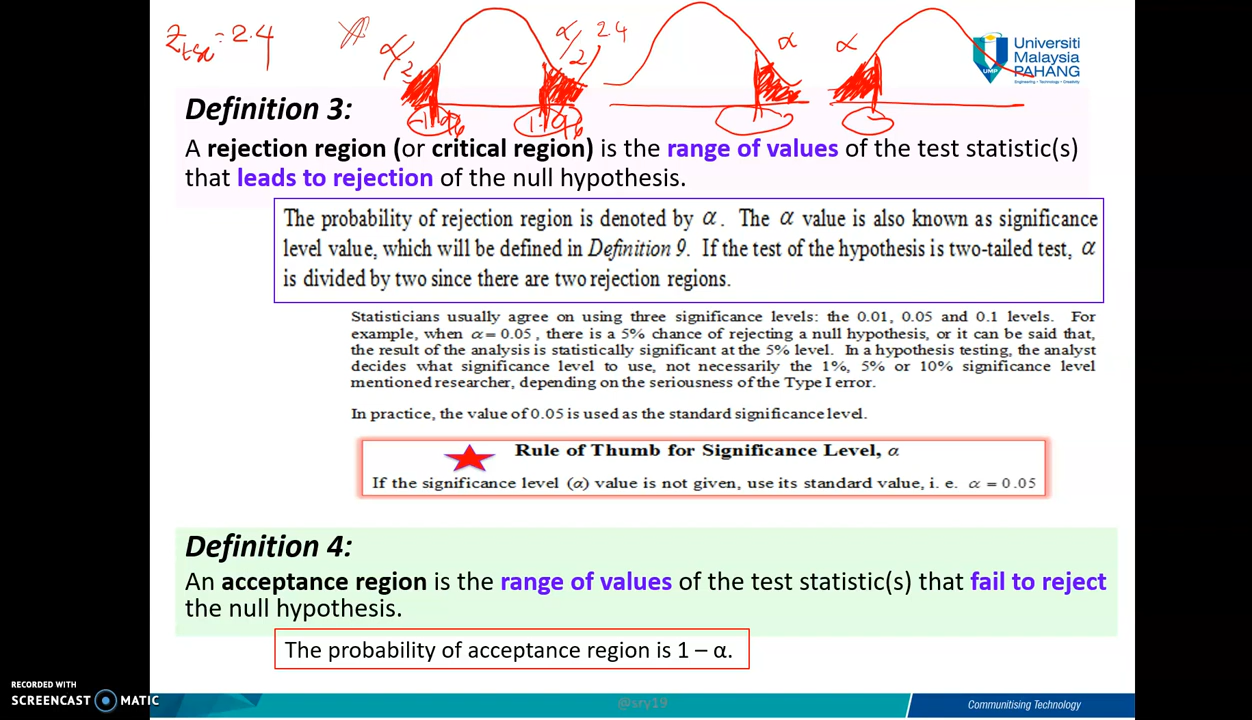 Ztest = 2.4
α/2
α/2
2.4
α
α
-1.96
1.96
UMP
Universiti
Malaysia
PAHANG
Engineering • Technology • Creativity
Definition 3:
A rejection region (or critical region) is the range of values of the test statistic(s)
that leads to rejection of the null hypothesis.
The probability of rejection region is denoted by α. The α value is also known as significance
level value, which will be defined in Definition 9. If the test of the hypothesis is two-tailed test, α
is divided by two since there are two rejection regions.
Statisticians usually agree on using three significance levels: the 0.01, 0.05 and 0.1 levels. For
example, when α = 0.05, there is a 5% chance of rejecting a null hypothesis, or it can be said that,
the result of the analysis is statistically significant at the 5% level. In a hypothesis testing, the analyst
decides what significance level to use, not necessarily the 1%, 5% or 10% significance level
mentioned researcher, depending on the seriousness of the Type I error.
In practice, the value of 0.05 is used as the standard significance level.
Rule of Thumb for Significance Level, α
If the significance level (α) value is not given, use its standard value, i. e. α = 0.05
Definition 4:
An acceptance region is the range of values of the test statistic(s) that fail to reject
the null hypothesis.
The probability of acceptance region is 1 – α.
RECORDED WITH
SCREENCAST MATIC
@sry19
Communitising Technology